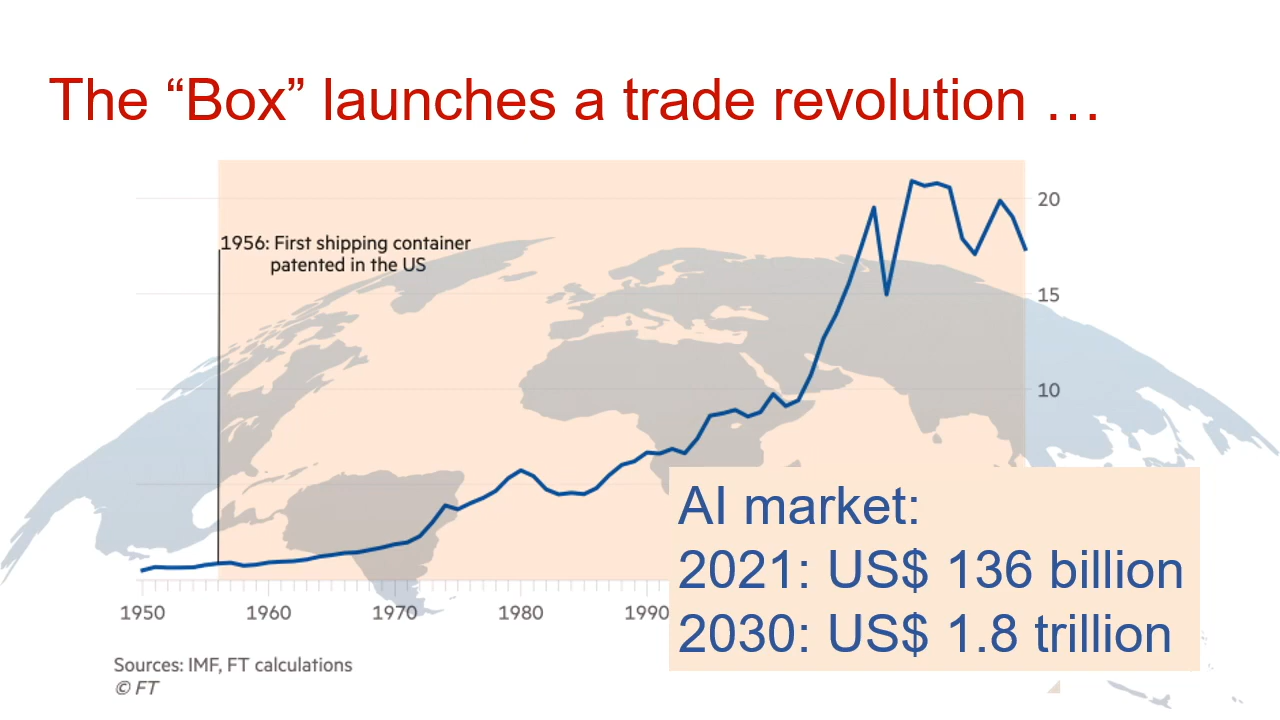 The “Box” launches a trade revolution …
1956: First shipping container
patented in the US
20
15
10
1950 1960 1970 1980 1990
AI market:
2021: US$ 136 billion
2030: US$ 1.8 trillion
Sources: IMF, FT calculations
© FT